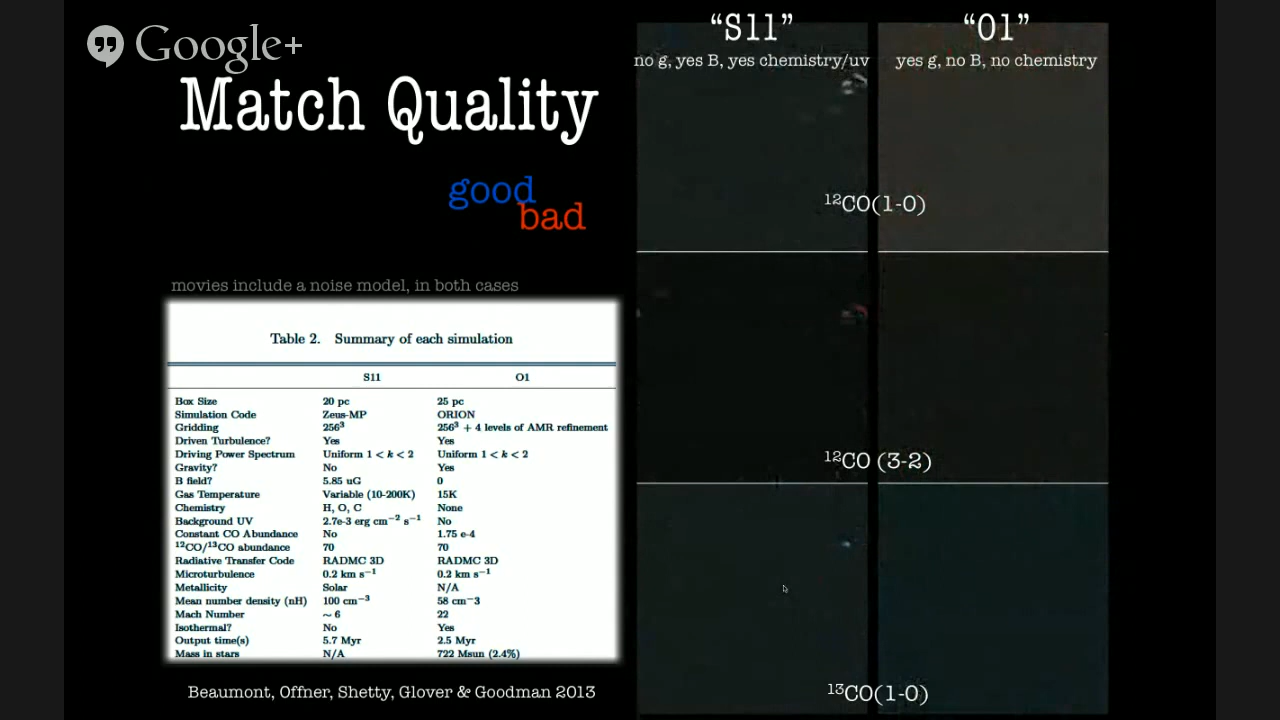 Google+
Match Quality
good
bad
movies include a noise model, in both cases
Table 2. Summary of each simulation
S11 O1
Box Size 20 pc 25 pc
Simulation Code Zeus-MP ORION
Gridding 256³ 256³ + 4 levels of AMR refinement
Driven Turbulence? Yes Yes
Driving Power Spectrum Uniform 1 < k < 2 Uniform 1 < k < 2
Gravity? No Yes
B field? 5.85 uG 0
Gas Temperature Variable (10-200K) 15K
Chemistry H, O, C None
Background UV 2.7e-3 erg cm⁻² s⁻¹ No
Constant CO Abundance No 1.75 e-4
¹²CO/¹³CO abundance 70 70
Radiative Transfer Code RADMC 3D RADMC 3D
Microturbulence 0.2 km s⁻¹ 0.2 km s⁻¹
Metallicity Solar N/A
Mean number density (nH) 100 cm⁻³ 58 cm−3
Mach Number ~ 6 22
Isothermal? No Yes
Output time(s) 5.7 Myr 2.5 Myr
Mass in stars N/A 722 Msun (2.4%)
Beaumont, Offner, Shetty, Glover & Goodman 2013
“S11” “O1”
no g, yes B, yes chemistry/uv yes g, no B, no chemistry
¹²CO(1-0)
¹²CO (3-2)
¹³CO(1-0)